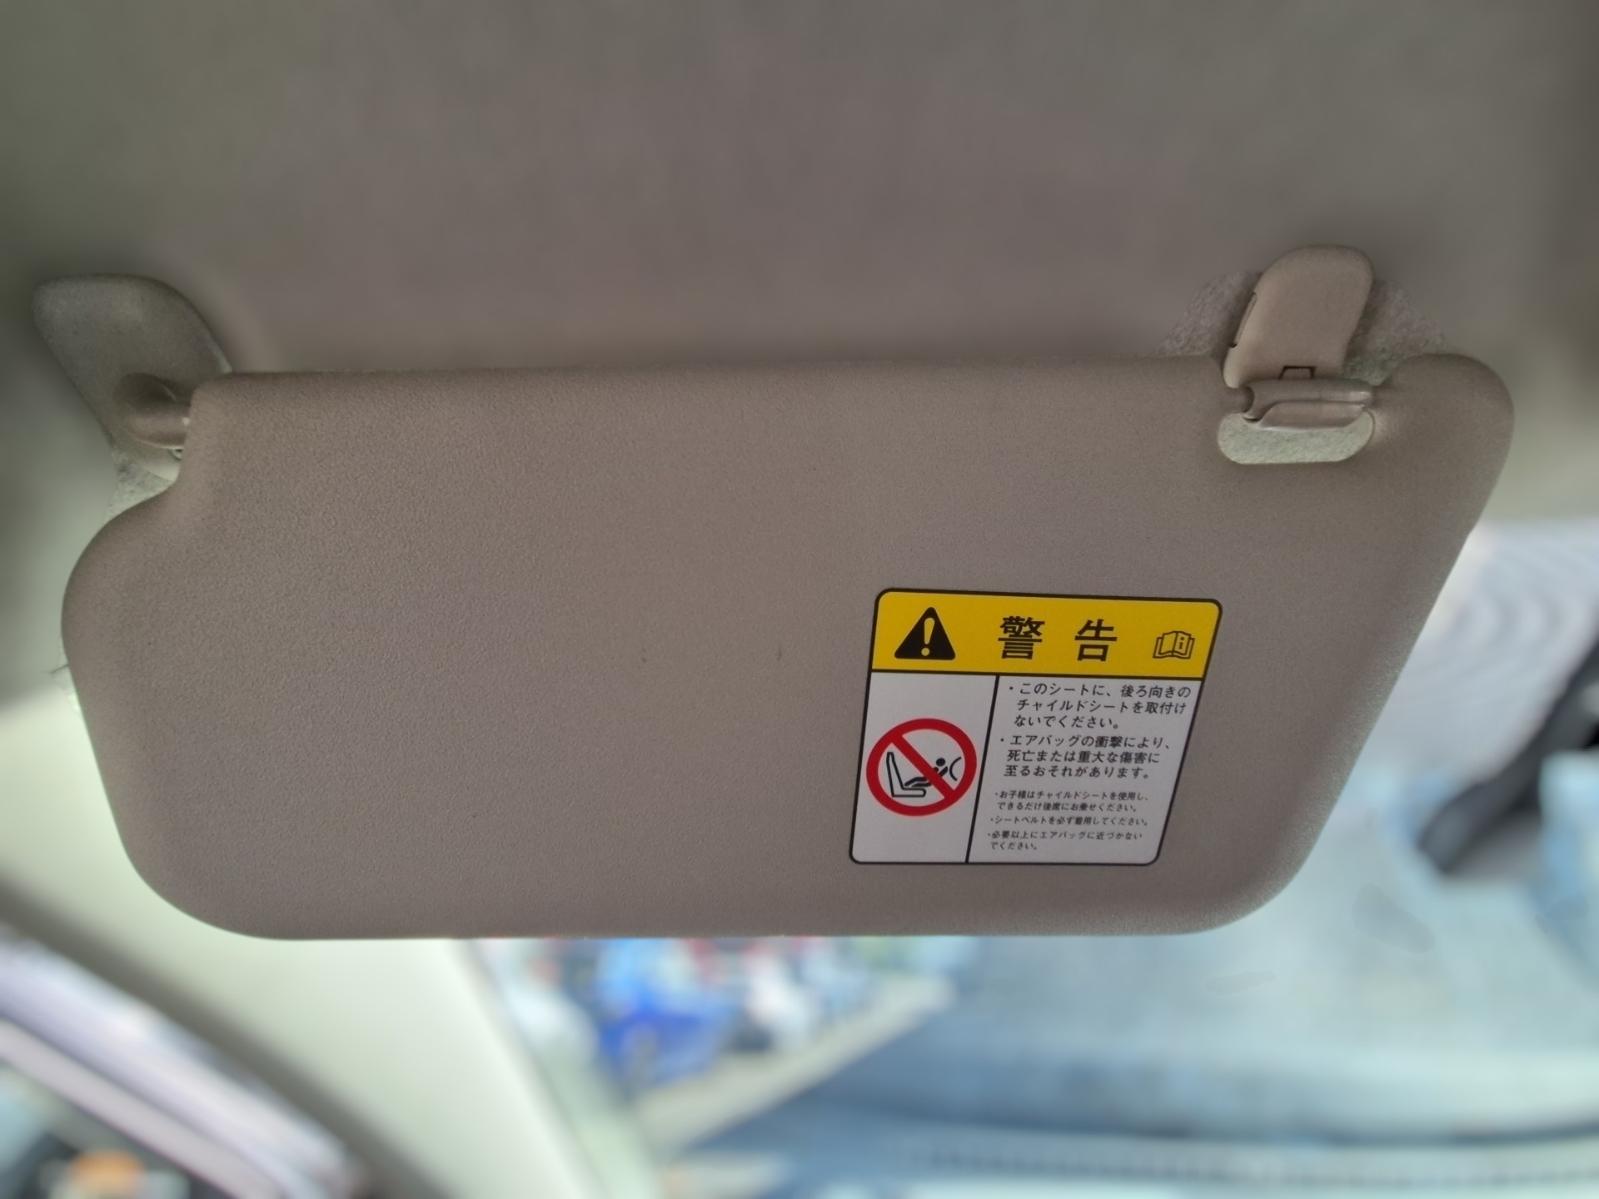 警告
・このシートに、後ろ向きの
チャイルドシートを取付け
ないでください。
・エアバッグの衝撃により、
死亡または重大な傷害に
至るおそれがあります。
・お子様はチャイルドシートを使用し、
できるだけ後席にお乗せください。
・シートベルトを必ず着用してください。
・必要以上にエアバッグに近づかない
でください。